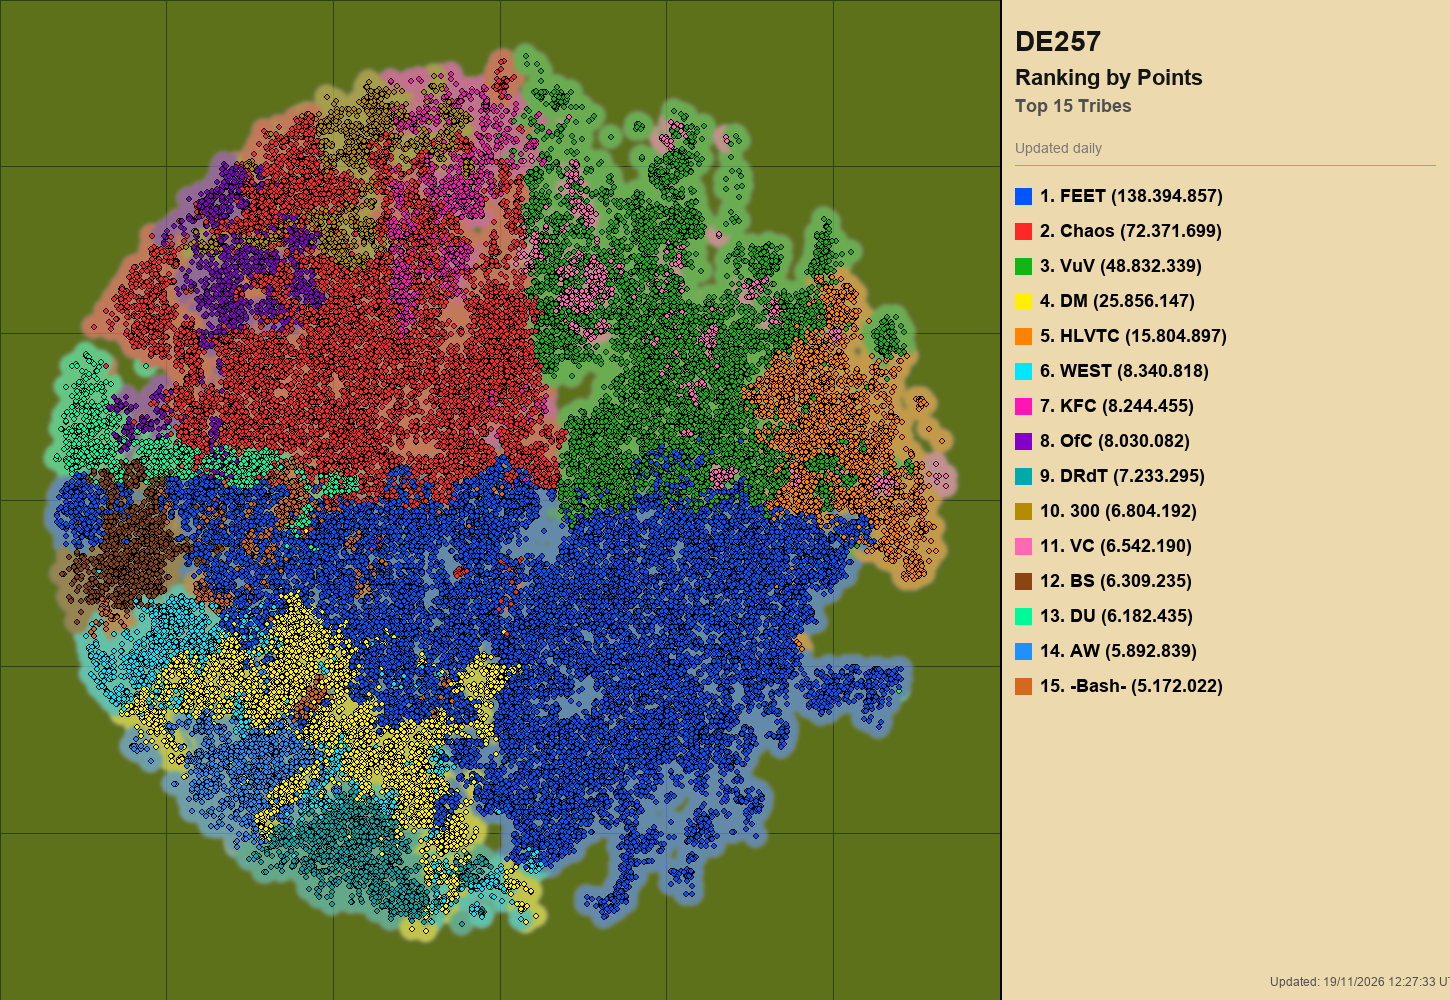 DE257
Ranking by Points
Top 15 Tribes
Updated daily
1. FEET (138.394.857)
2. Chaos (72.371.699)
3. VuV (48.832.339)
4. DM (25.856.147)
5. HLVTC (15.804.897)
6. WEST (8.340.818)
7. KFC (8.244.455)
8. OfC (8.030.082)
9. DRdT (7.233.295)
10. 300 (6.804.192)
11. VC (6.542.190)
12. BS (6.309.235)
13. DU (6.182.435)
14. AW (5.892.839)
15. -Bash- (5.172.022)
Updated: 19/11/2026 12:27:33 U